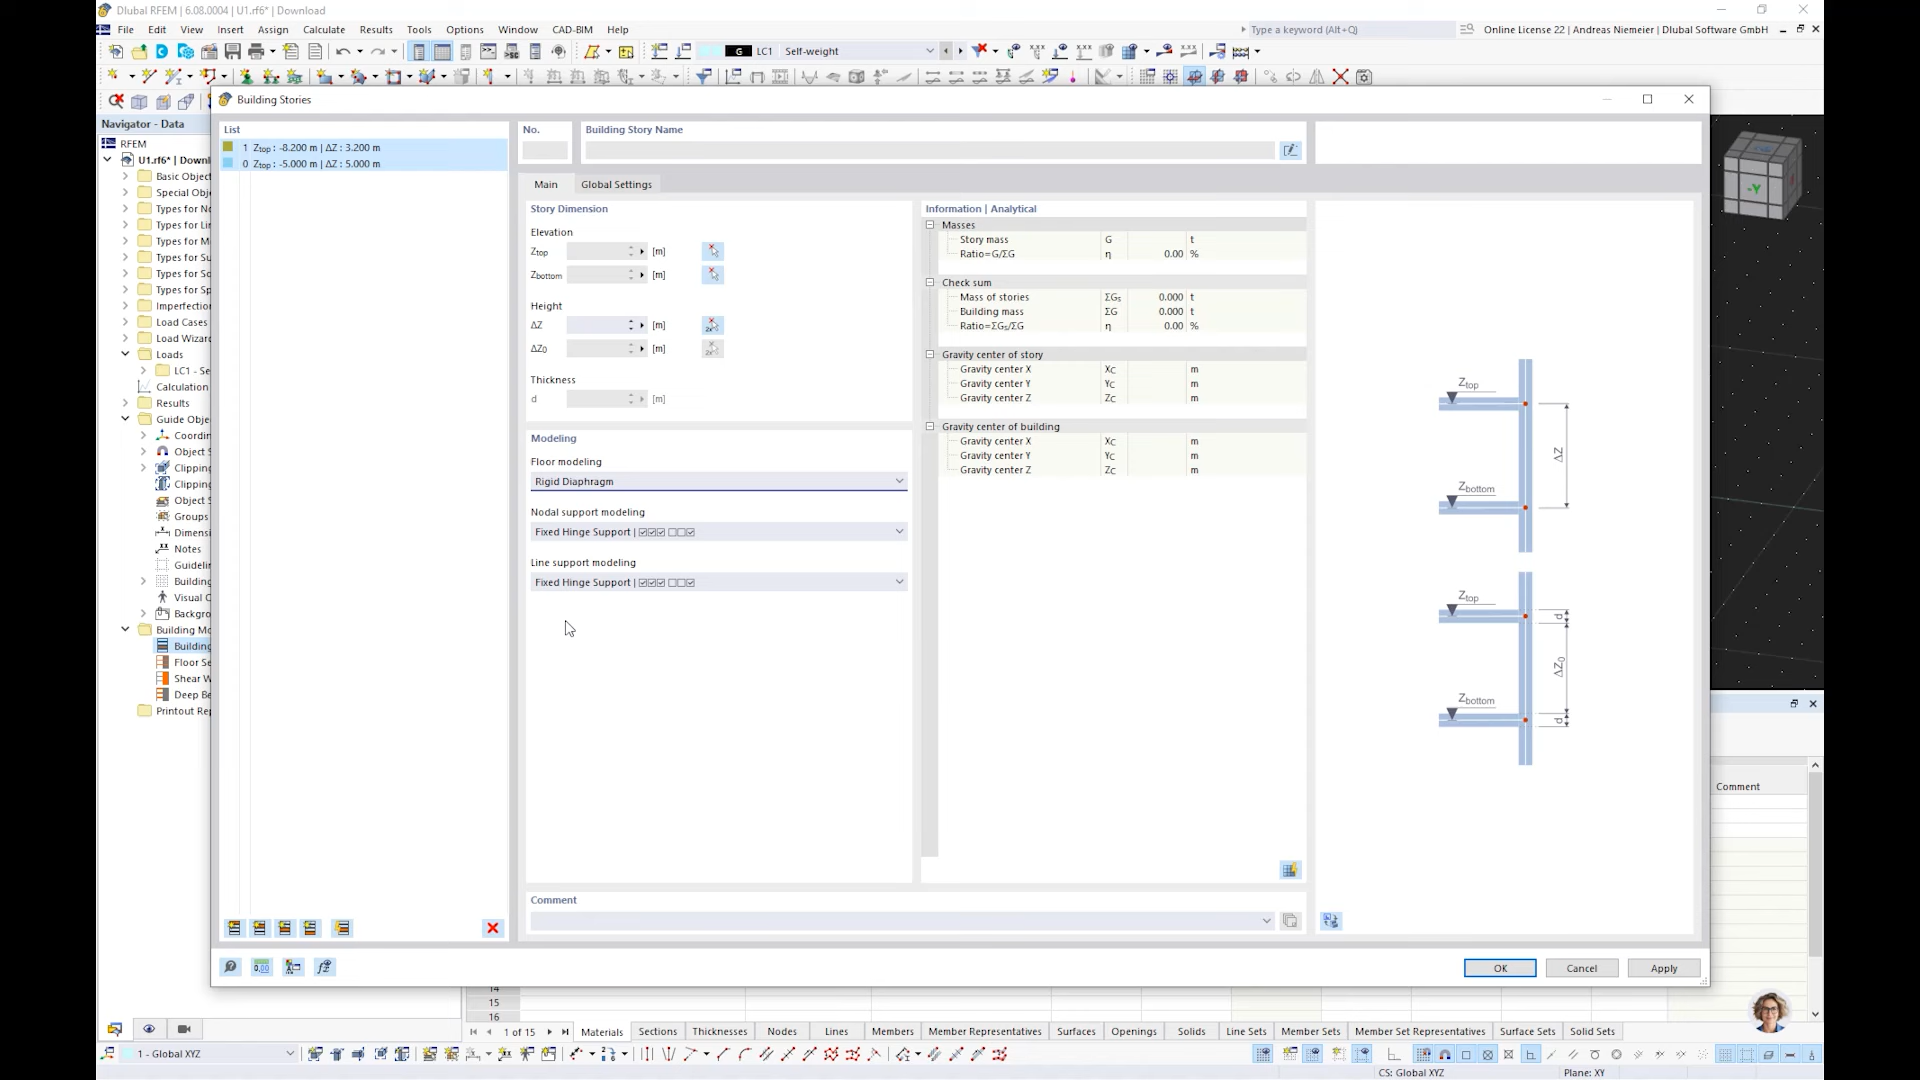 Dlubal RFEM | 6.08.0004 | U1.rf6* | Download
File Edit View Insert Assign Calculate Results Tools Options Window CAD-BIM Help
Type a keyword (Alt+Q)
Online License 22 | Andreas Niemeier | Dlubal Software GmbH
G LC1 Self-weight
Building Stories
Navigator - Data
RFEM
U1.rf6* | Downl
Basic Object
Special Obje
Types for No
Types for Lin
Types for M
Types for Su
Types for So
Types for Sp
Imperfection
Load Cases
Load Wizard
Loads
LC1 - Se
Calculation
Results
Guide Objec
Coordin
Object S
Clipping
Clipping
Object S
Groups
Dimensi
Notes
Guidelin
Building
Visual O
Backgro
Building Mo
Building
Floor Se
Shear W
Deep Be
Printout Rep
List
1 Ztop : -8.200 m | ΔZ : 3.200 m
0 Ztop : -5.000 m | ΔZ : 5.000 m
No.
Building Story Name
Main Global Settings
Story Dimension
Elevation
Ztop [m]
Zbottom [m]
Height
ΔZ [m]
ΔZ0 [m]
Thickness
d [m]
Modeling
Floor modeling
Rigid Diaphragm
Nodal support modeling
Fixed Hinge Support | ☑☑☑ ☐☐☑
Line support modeling
Fixed Hinge Support | ☑☑☑ ☐☐☑
Information | Analytical
Masses
Story mass G t
Ratio=G/ΣG η 0.00 %
Check sum
Mass of stories ΣGs 0.000 t
Building mass ΣG 0.000 t
Ratio=ΣGs/ΣG η 0.00 %
Gravity center of story
Gravity center X XC m
Gravity center Y YC m
Gravity center Z ZC m
Gravity center of building
Gravity center X XC m
Gravity center Y YC m
Gravity center Z ZC m
Ztop
ΔZ
Zbottom
Ztop
d
ΔZ0
Zbottom
d
-Y
Comment
Comment
OK Cancel Apply
14
15
16
1 of 15 Materials Sections Thicknesses Nodes Lines Members Member Representatives Surfaces Openings Solids Line Sets Member Sets Member Set Representatives Surface Sets Solid Sets
1 - Global XYZ
CS: Global XYZ Plane: XY